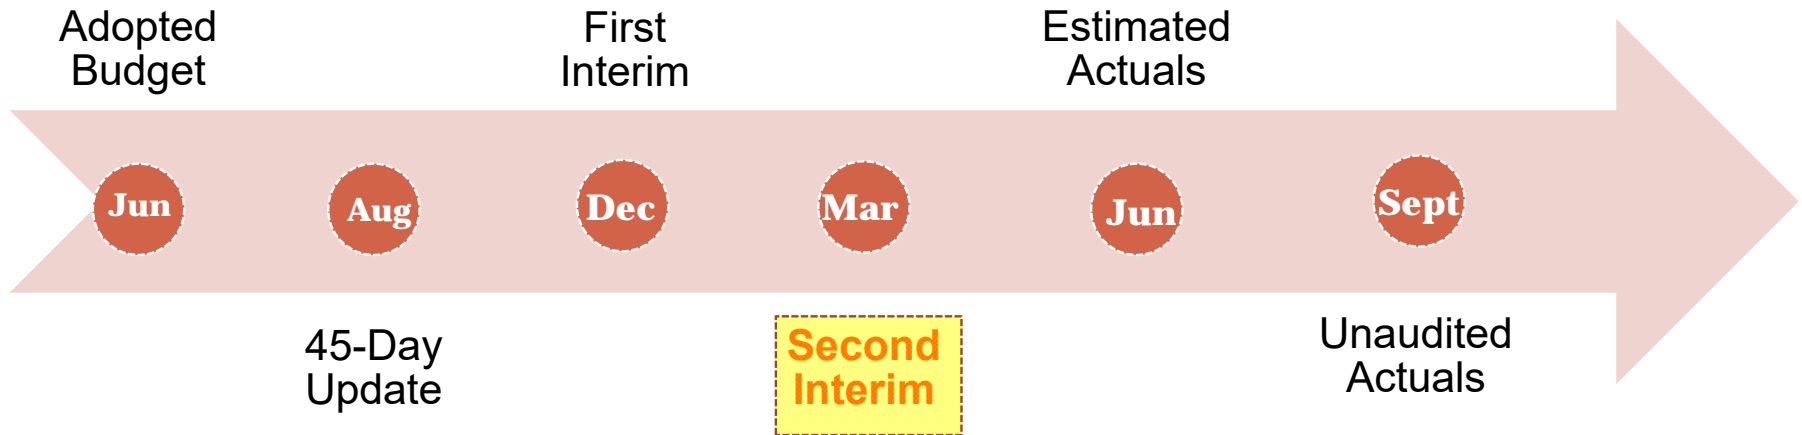 Adopted
Budget
First
Interim
Estimated
Actuals
Jun
Aug
Dec
Mar
Jun
Sept
45-Day
Update
Second
Interim
Unaudited
Actuals